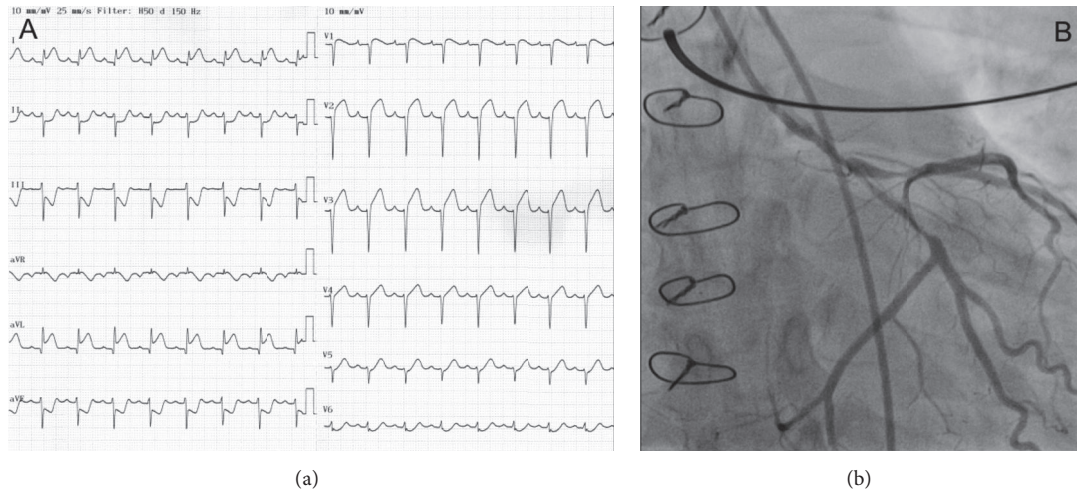 10 mm/mV 25 mm/s Filter: H50 d 150 Hz
10 mm/mV
A
B
I
II
III
aVR
aVL
aVF
V1
V2
V3
V4
V5
V6
(a)
(b)